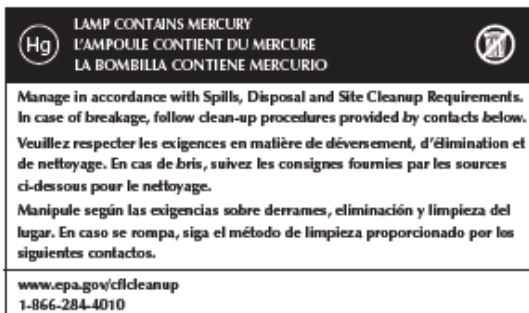 Hg
LAMP CONTAINS MERCURY
L'AMPOULE CONTIENT DU MERCURE
LA BOMBILLA CONTIENE MERCURIO
Manage in accordance with Spills, Disposal and Site Cleanup Requirements.
In case of breakage, follow clean-up procedures provided by contacts below.
Veuillez respecter les exigences en matière de déversement, d'élimination et
de nettoyage. En cas de bris, suivez les consignes fournies par les sources
ci-dessous pour le nettoyage.
Manipule según las exigencias sobre derrames, eliminación y limpieza del
lugar. En caso se rompa, siga el método de limpieza proporcionado por los
siguientes contactos.
www.epa.gov/cflcleanup
1-866-284-4010